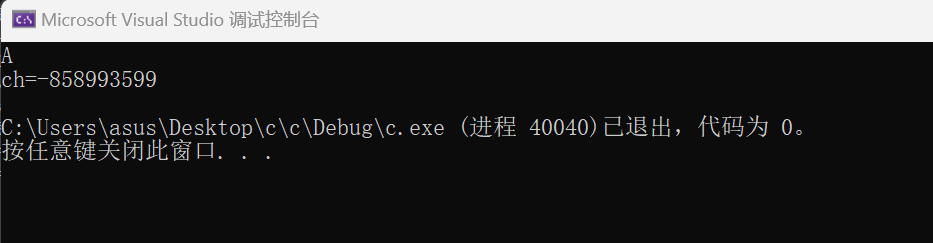 C:\
Microsoft Visual Studio 调试控制台
A
ch=-858993599
C:\Users\asus\Desktop\c\c\Debug\c.exe (进程 40040)已退出，代码为 0。
按任意键关闭此窗口. . .